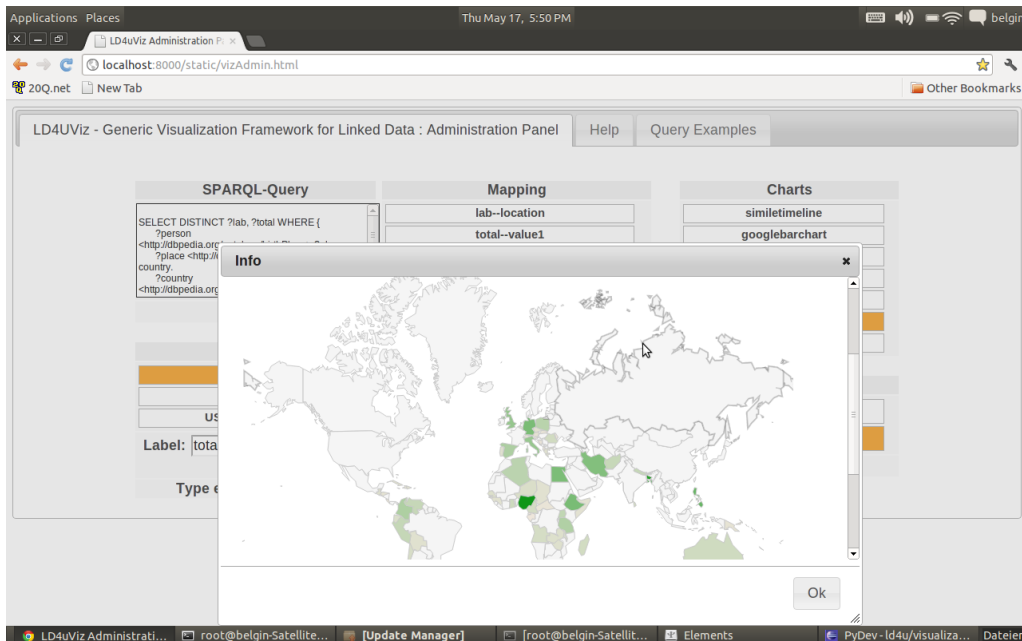 Applications Places
Thu May 17, 5:50 PM
belgin
LD4uViz Administration P
localhost:8000/static/vizAdmin.html
20Q.net
New Tab
Other Bookmarks
LD4UViz - Generic Visualization Framework for Linked Data : Administration Panel
Help
Query Examples
SPARQL-Query
Mapping
Charts
SELECT DISTINCT ?lab, ?total WHERE {
?person
<http://dbpedia.org
?place <http://
country.
?country
<http://dbpedia.org
lab--location
total--value1
similetimeline
googlebarchart
Info
US
Label: tota
Type e
Ok
LD4uViz Administrati...
root@belgin-Satellite...
[Update Manager]
[root@belgin-Satellit...
Elements
PyDev - ld4u/visualiza...
Dateien